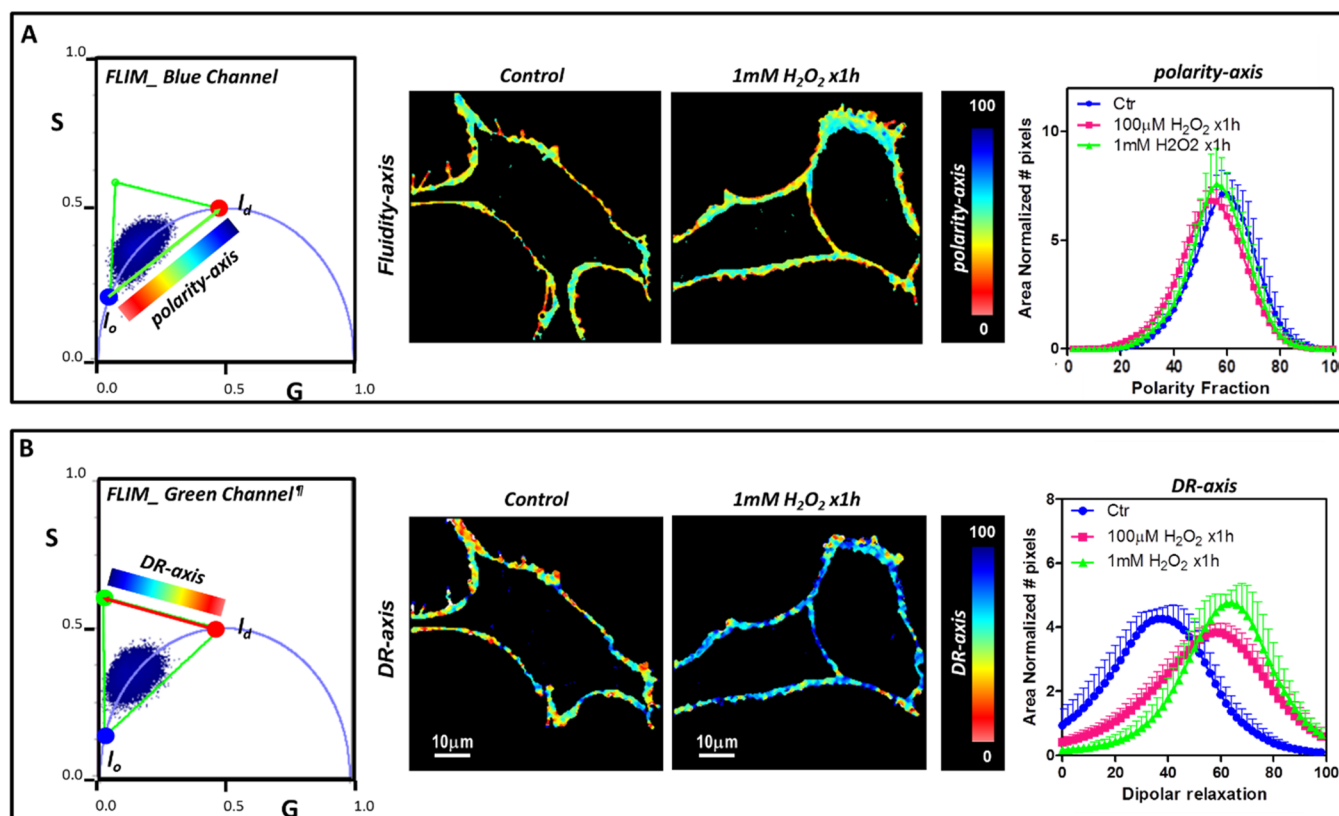 A
1.0
FLIM_ Blue Channel
S
0.5
l_d
polarity-axis
l_o
0.0
0.0
0.5
1.0
G
Control
1mM H₂O₂ x1h
Fluidity-axis
100
polarity-axis
0
polarity-axis
Ctr
100μM H₂O₂ x1h
1mM H2O2 x1h
Area Normalized # pixels
10
5
0
0
20
40
60
80
100
Polarity Fraction
B
1.0
FLIM_ Green Channel¶
S
DR-axis
0.5
l_d
l_o
0.0
0.0
0.5
1.0
G
Control
1mM H₂O₂ x1h
DR-axis
10μm
10μm
100
DR-axis
0
DR-axis
Ctr
100μM H₂O₂ x1h
1mM H₂O₂ x1h
Area Normalized # pixels
8
6
4
2
0
0
20
40
60
80
100
Dipolar relaxation